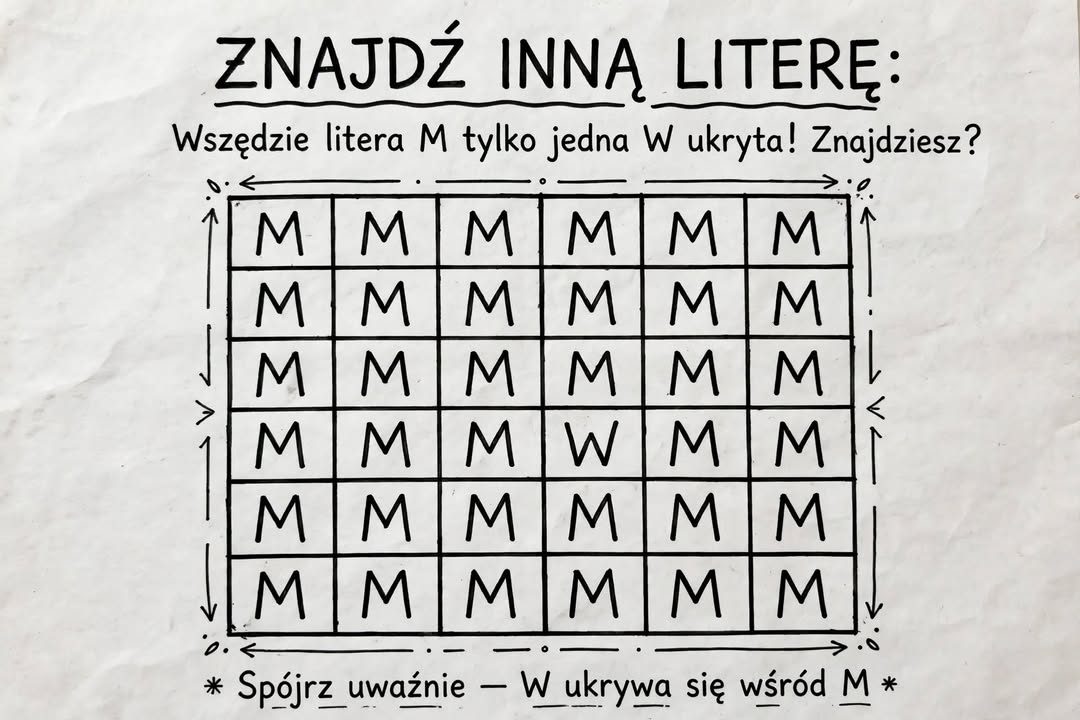 ZNAJDŹ INNĄ LITERĘ:
Wszędzie litera M tylko jedna W ukryta! Znajdziesz?
M M M M M M
M M M M M M
M M M M M M
M M M W M M
M M M M M M
M M M M M M
* Spójrz uważnie — W ukrywa się wśród M *